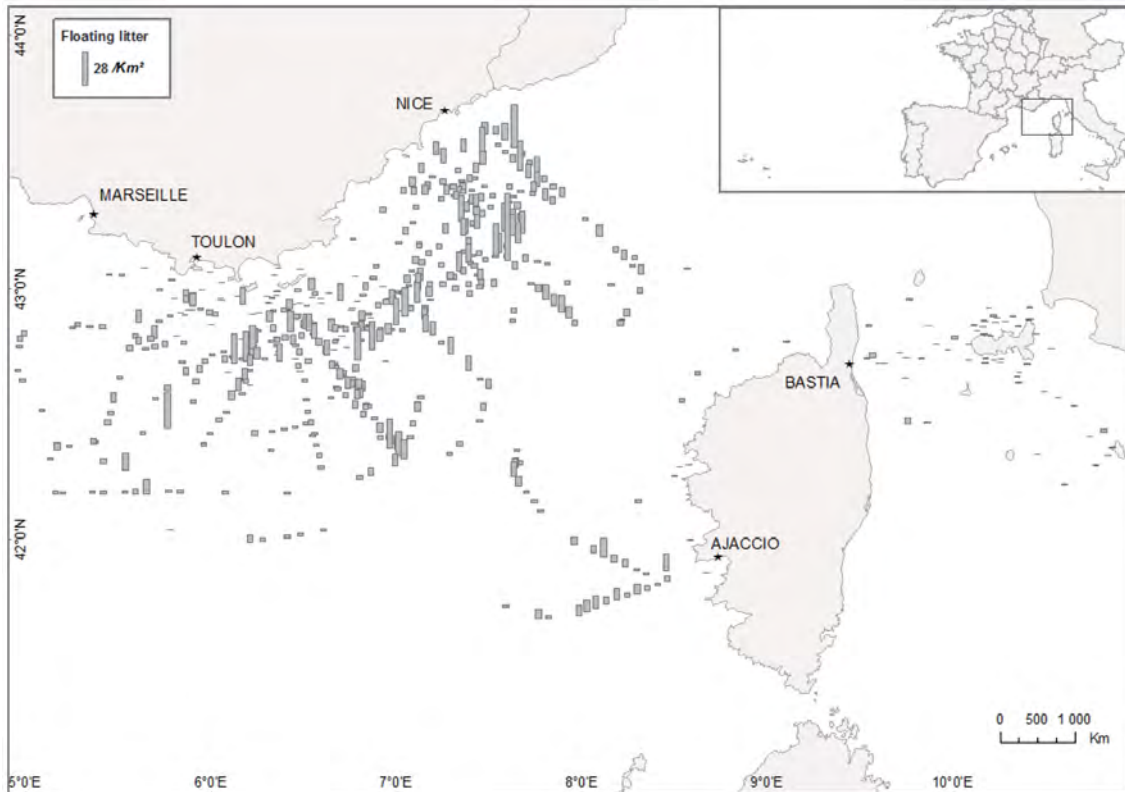 44°0'N
Floating litter
28 /Km²
NICE
MARSEILLE
TOULON
43°0'N
BASTIA
42°0'N
AJACCIO
0 500 1 000
Km
5°0'E 6°0'E 7°0'E 8°0'E 9°0'E 10°0'E